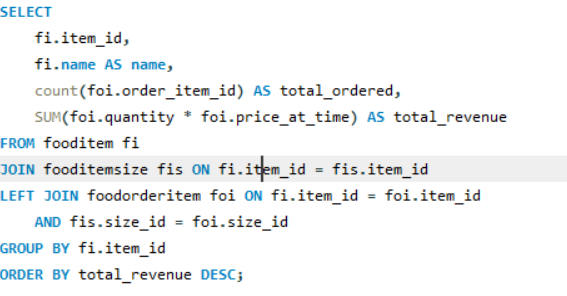 SELECT
    fi.item_id,
    fi.name AS name,
    count(foi.order_item_id) AS total_ordered,
    SUM(foi.quantity * foi.price_at_time) AS total_revenue
FROM fooditem fi
JOIN fooditemsize fis ON fi.item_id = fis.item_id
LEFT JOIN foodorderitem foi ON fi.item_id = foi.item_id
    AND fis.size_id = foi.size_id
GROUP BY fi.item_id
ORDER BY total_revenue DESC;